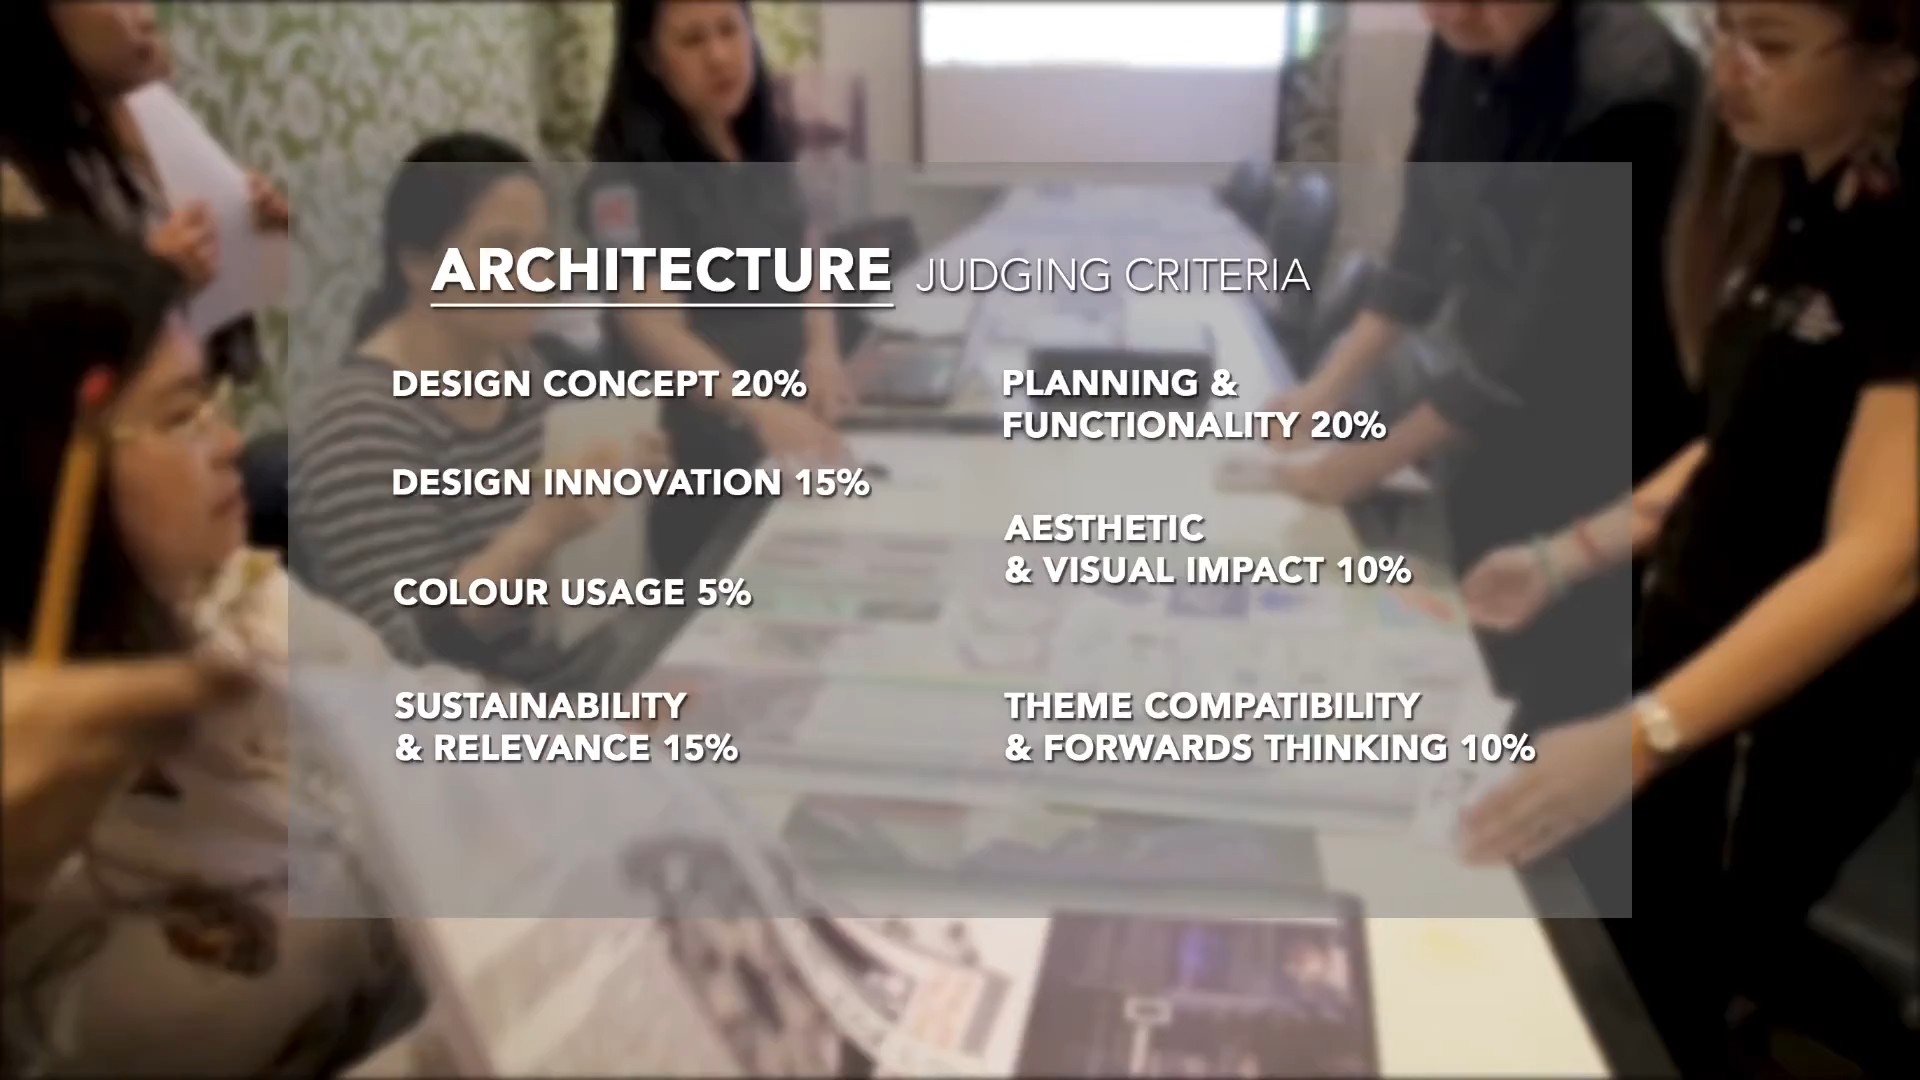 ARCHITECTURE JUDGING CRITERIA
DESIGN CONCEPT 20%
DESIGN INNOVATION 15%
COLOUR USAGE 5%
SUSTAINABILITY
& RELEVANCE 15%
PLANNING &
FUNCTIONALITY 20%
AESTHETIC
& VISUAL IMPACT 10%
THEME COMPATIBILITY
& FORWARDS THINKING 10%